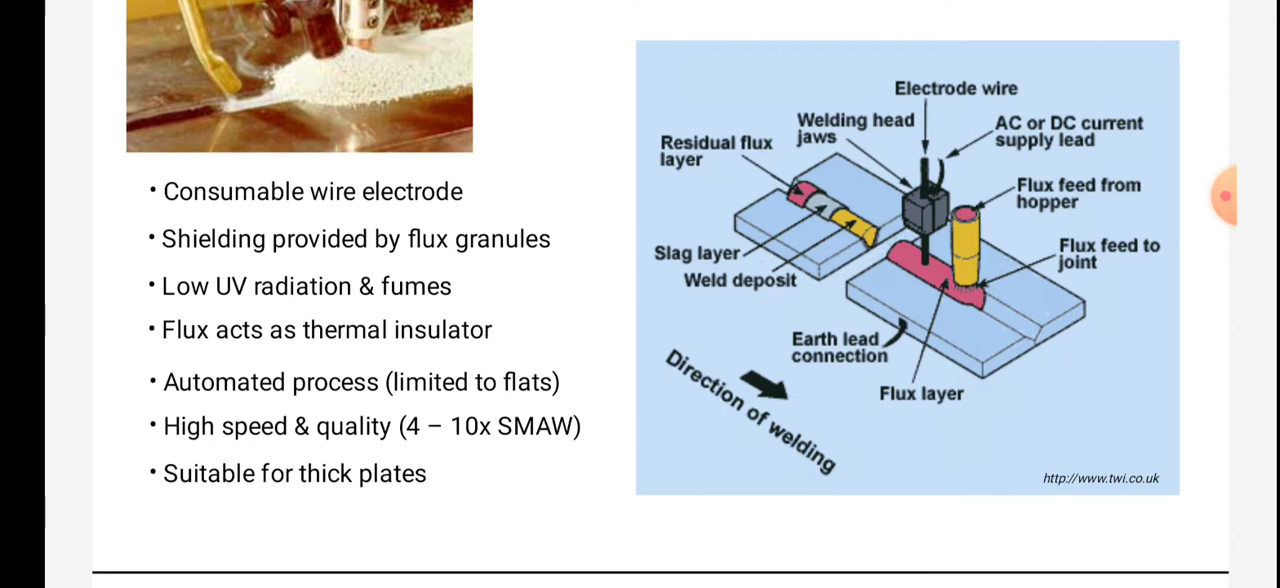 • Consumable wire electrode
• Shielding provided by flux granules
• Low UV radiation & fumes
• Flux acts as thermal insulator
• Automated process (limited to flats)
• High speed & quality (4 – 10x SMAW)
• Suitable for thick plates
Electrode wire
Welding head
jaws
AC or DC current
supply lead
Residual flux
layer
Flux feed from
hopper
Slag layer
Weld deposit
Flux feed to
joint
Earth lead
connection
Flux layer
Direction of welding
http://www.twi.co.uk